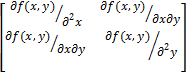 [∂f(x,y)/∂²x ∂f(x,y)/∂x∂y
∂f(x,y)/∂x∂y ∂f(x,y)/∂²y]